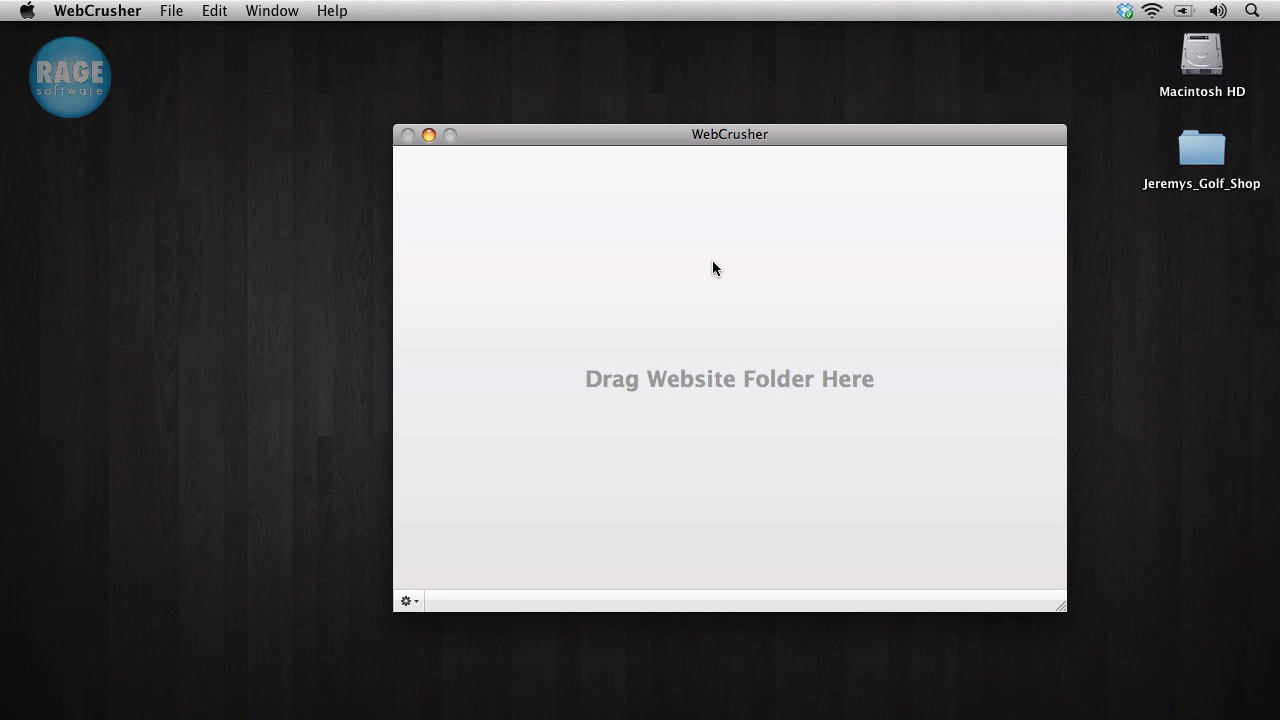 WebCrusher File Edit Window Help
RAGE
software
Macintosh HD
WebCrusher
Jeremys_Golf_Shop
Drag Website Folder Here